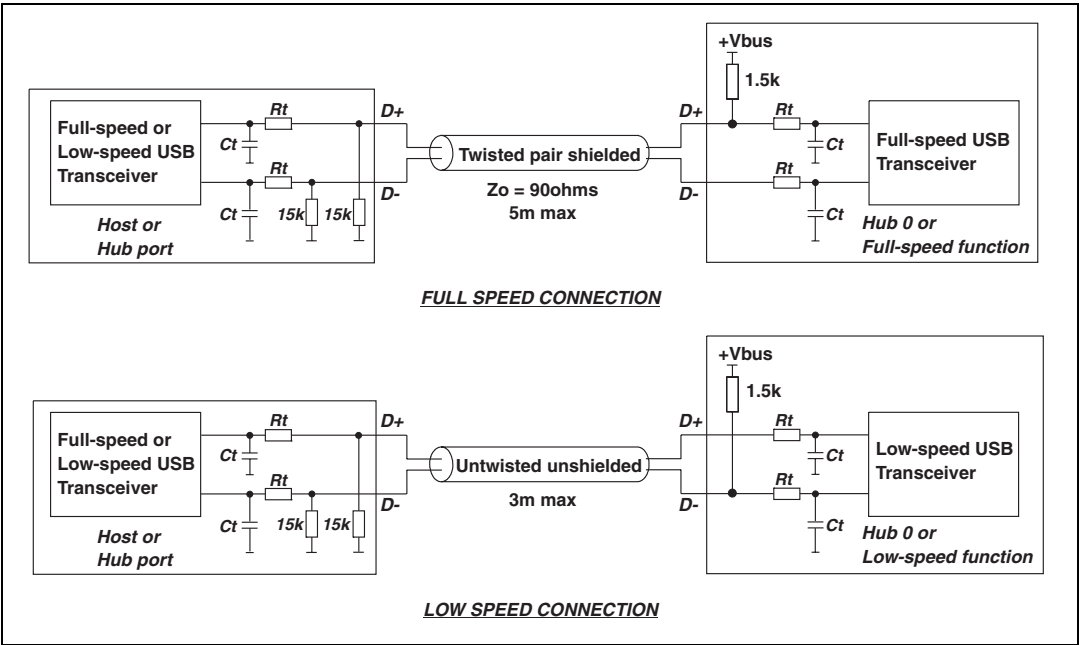 +Vbus
1.5k
Rt
D+
D+
Rt
Full-speed or
Low-speed USB
Transceiver
Ct
Rt
Twisted pair shielded
Rt
Ct
Full-speed USB
Transceiver
Zo = 90ohms
5m max
D-
D-
Ct
15k
15k
Ct
Host or
Hub port
Hub 0 or
Full-speed function
FULL SPEED CONNECTION
+Vbus
1.5k
Rt
D+
D+
Rt
Full-speed or
Low-speed USB
Transceiver
Ct
Rt
Untwisted unshielded
Rt
Ct
Low-speed USB
Transceiver
3m max
D-
D-
Ct
15k
15k
Ct
Host or
Hub port
Hub 0 or
Low-speed function
LOW SPEED CONNECTION